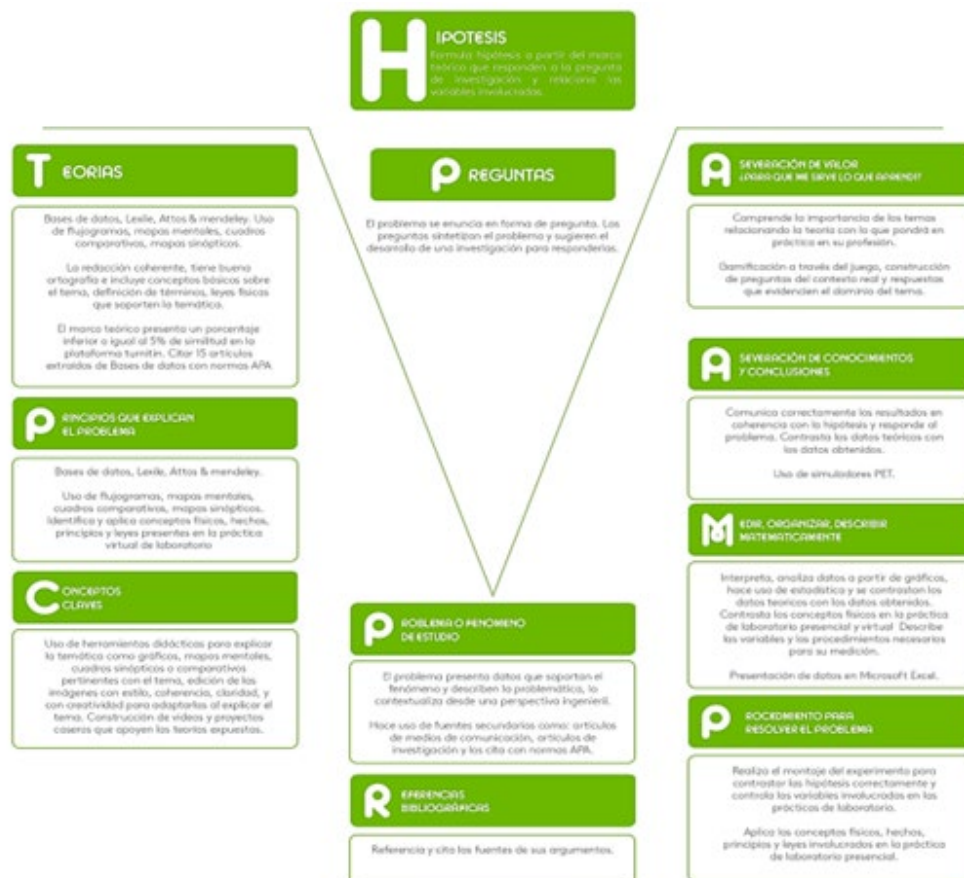 HIPOTESIS
Formula hipótesis a partir del marco
teórico que responden a la pregunta
de investigación y relaciona las
variables involucradas.
TEORIAS
Bases de datos, Lexile, Attos & mendeley. Uso
de flujogramas, mapas mentales, cuadros
comparativos, mapas sinópticos.
La redacción coherente, tiene buena
ortografía e incluye conceptos básicos sobre
el tema, definición de términos, leyes físicas
que soporten la temática.
El marco teórico presenta un porcentaje
inferior o igual al 5% de similitud en la
plataforma turnitin. Citar 15 artículos
extraídos de Bases de datos con normas APA
PRINCIPIOS QUE EXPLICAN
EL PROBLEMA
Bases de datos, Lexile, Attos & mendeley.
Uso de flujogramas, mapas mentales,
cuadros comparativos, mapas sinópticos.
Identifica y aplica conceptos físicos, hechos,
principios y leyes presentes en la práctica
virtual de laboratorio
CONCEPTOS
CLAVES
Uso de herramientas didácticas para explicar
la temática como gráficos, mapas mentales,
cuadros sinópticos o comparativos
pertinentes con el tema, edición de las
imágenes con estilo, coherencia, claridad, y
con creatividad para adaptarlas al explicar el
tema. Construcción de videos y proyectos
caseros que apoyen las teorías expuestas.
PREGUNTAS
El problema se enuncia en forma de pregunta. Las
preguntas sintetizan el problema y sugieren el
desarrollo de una investigación para responderlas.
PROBLEMA O FENOMENO
DE ESTUDIO
El problema presenta datos que soportan el
fenómeno y describen la problemática, lo
contextualiza desde una perspectiva ingenieril.
Hace uso de fuentes secundarias como: artículos
de medios de comunicación, artículos de
investigación y los cita con normas APA.
REFERENCIAS
BIBLIOGRÁFICAS
Referencia y cita las fuentes de sus argumentos.
ASEVERACIÓN DE VALOR
¿PARA QUE ME SIRVE LO QUE APRENDI?
Comprende la importancia de los temas
relacionando la teoría con lo que pondrá en
práctica en su profesión.
Gamificación a través del juego, construcción
de preguntas del contexto real y respuestas
que evidencien el dominio del tema.
ASEVERACIÓN DE CONOCIMIENTOS
Y CONCLUSIONES
Comunica correctamente los resultados en
coherencia con la hipótesis y responde al
problema. Contrasta los datos teóricos con
los datos obtenidos.
Uso de simuladores PET.
MEDIR, ORGANIZAR, DESCRIBIR
MATEMATICAMENTE
Interpreta, analiza datos a partir de gráficos,
hace uso de estadística y se contrastan los
datos teoricos con los datos obtenidos.
Contrasta los conceptos físicos en la práctica
de laboratorio presencial y virtual Describe
las variables y los procedimientos necesarios
para su medición.
Presentación de datos en Microsoft Excel.
PROCEDIMIENTO PARA
RESOLVER EL PROBLEMA
Realiza el montaje del experimento para
contrastar las hipótesis correctamente y
controla las variables involucradas en las
prácticas de laboratorio.
Aplica los conceptos físicos, hechos,
principios y leyes involucrados en la práctica
de laboratorio presencial.